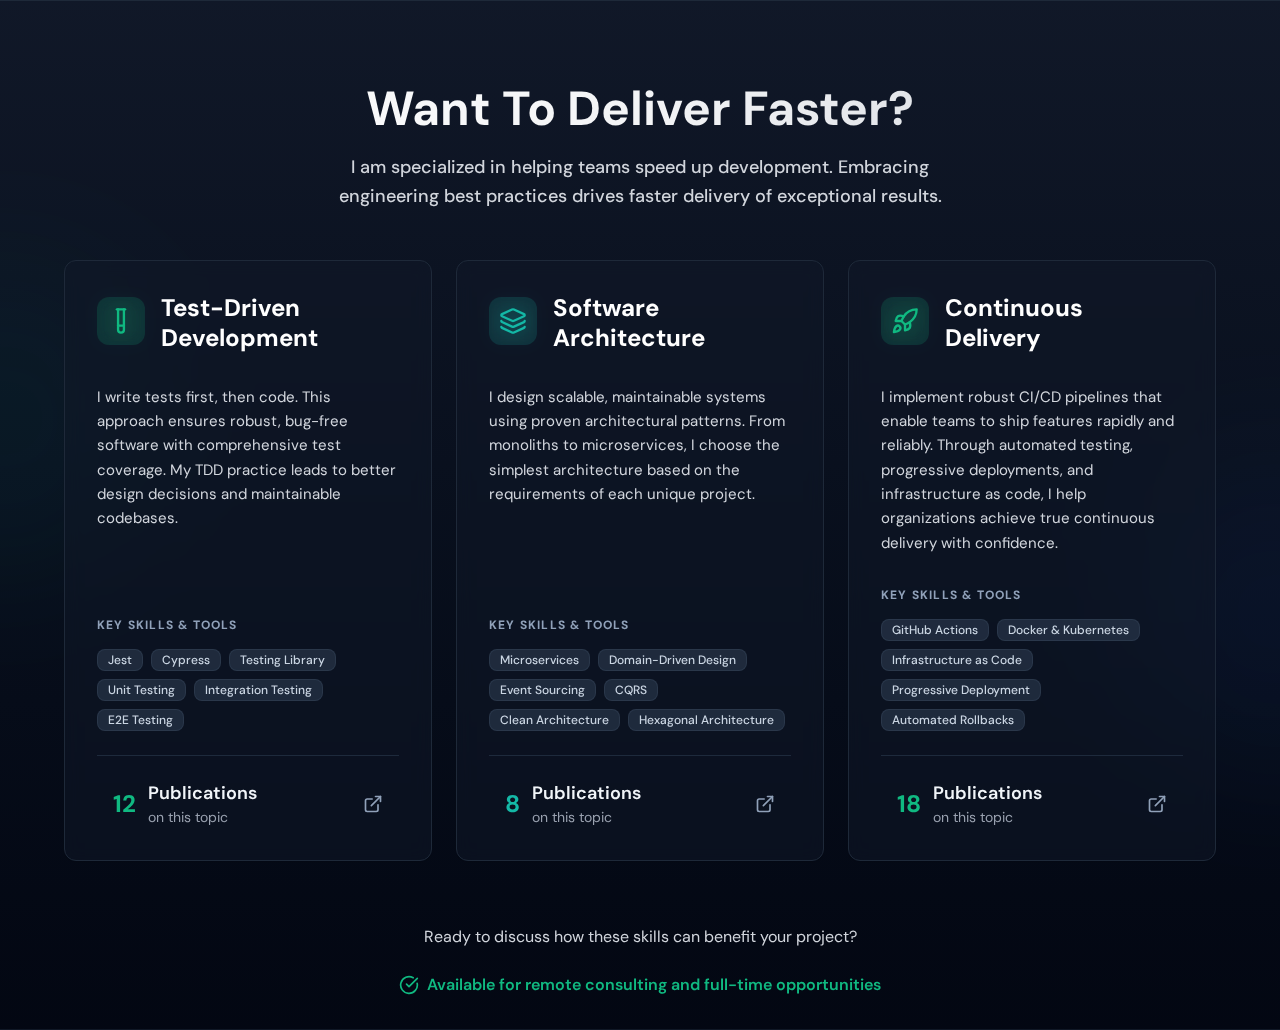 Want To Deliver Faster?
I am specialized in helping teams speed up development. Embracing
engineering best practices drives faster delivery of exceptional results.
Test-Driven
Development
I write tests first, then code. This
approach ensures robust, bug-free
software with comprehensive test
coverage. My TDD practice leads to better
design decisions and maintainable
codebases.
KEY SKILLS & TOOLS
Jest Cypress Testing Library
Unit Testing Integration Testing
E2E Testing
12 Publications
on this topic
Software
Architecture
I design scalable, maintainable systems
using proven architectural patterns. From
monoliths to microservices, I choose the
simplest architecture based on the
requirements of each unique project.
KEY SKILLS & TOOLS
Microservices Domain-Driven Design
Event Sourcing CQRS
Clean Architecture Hexagonal Architecture
8 Publications
on this topic
Continuous
Delivery
I implement robust CI/CD pipelines that
enable teams to ship features rapidly and
reliably. Through automated testing,
progressive deployments, and
infrastructure as code, I help
organizations achieve true continuous
delivery with confidence.
KEY SKILLS & TOOLS
GitHub Actions Docker & Kubernetes
Infrastructure as Code
Progressive Deployment
Automated Rollbacks
18 Publications
on this topic
Ready to discuss how these skills can benefit your project?
Available for remote consulting and full-time opportunities